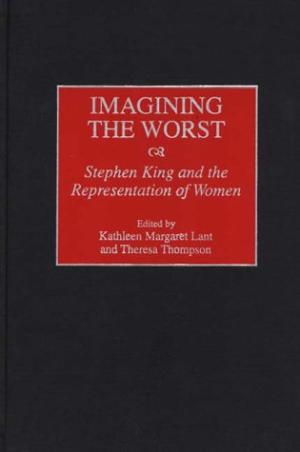 IMAGINING
THE WORST
Stephen King and the
Representation of Women
Edited by
Kathleen Margaret Lant
and Theresa Thompson